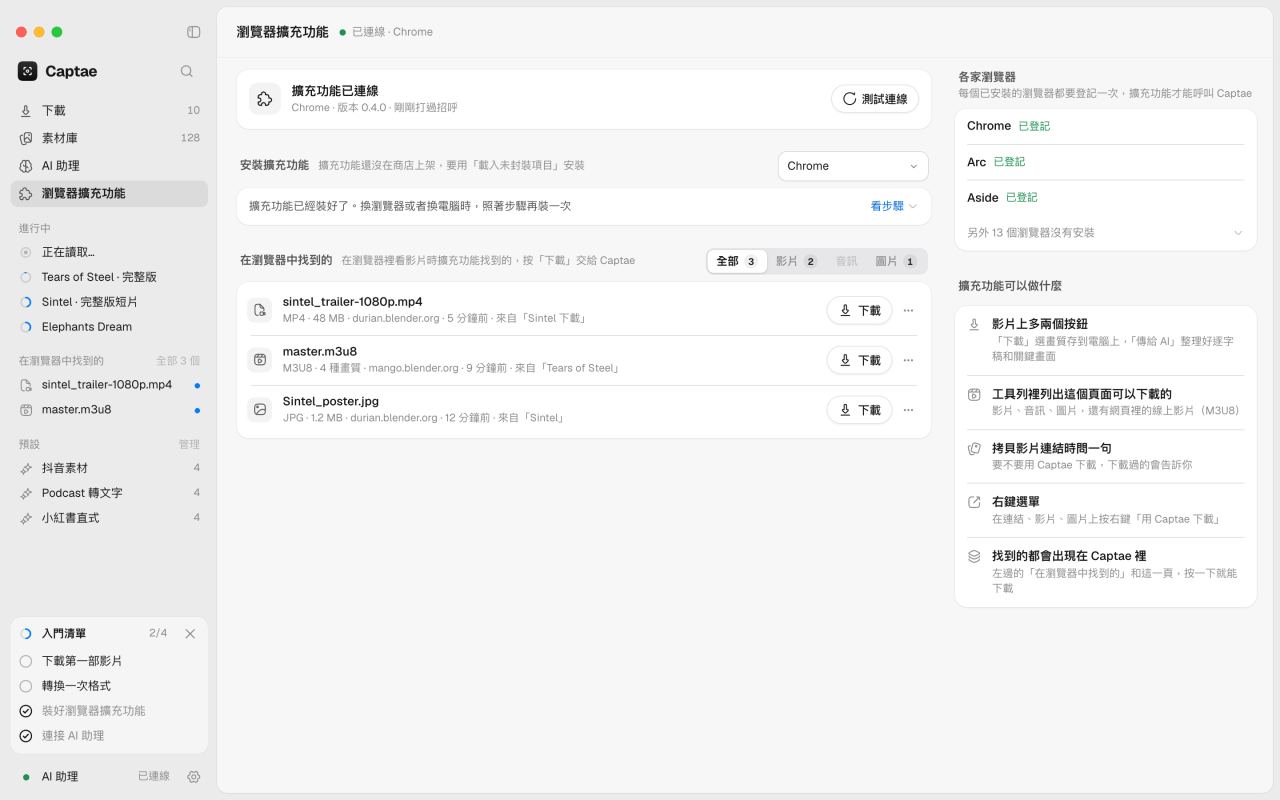 Captae
下載 10
素材庫 128
AI 助理
瀏覽器擴充功能
進行中
正在讀取…
Tears of Steel · 完整版
Sintel · 完整版短片
Elephants Dream
在瀏覽器中找到的 全部 3 個
sintel_trailer-1080p.mp4
master.m3u8
預設 管理
抖音素材 4
Podcast 轉文字 4
小紅書直式 4
入門清單 2/4
下載第一部影片
轉換一次格式
裝好瀏覽器擴充功能
連接 AI 助理
AI 助理 已連線
瀏覽器擴充功能 已連線 · Chrome
擴充功能已連線
Chrome · 版本 0.4.0 · 剛剛打過招呼
測試連線
安裝擴充功能 擴充功能還沒在商店上架，要用「載入未封裝項目」安裝
Chrome
擴充功能已經裝好了。換瀏覽器或者換電腦時，照著步驟再裝一次 看步驟
在瀏覽器中找到的 在瀏覽器裡看影片時擴充功能找到的，按「下載」交給 Captae
全部 3 影片 2 音訊 圖片 1
sintel_trailer-1080p.mp4
MP4 · 48 MB · durian.blender.org · 5 分鐘前 · 來自「Sintel 下載」
下載
master.m3u8
M3U8 · 4 種畫質 · mango.blender.org · 9 分鐘前 · 來自「Tears of Steel」
下載
Sintel_poster.jpg
JPG · 1.2 MB · durian.blender.org · 12 分鐘前 · 來自「Sintel」
下載
各家瀏覽器
每個已安裝的瀏覽器都要登記一次，擴充功能才能呼叫 Captae
Chrome 已登記
Arc 已登記
Aside 已登記
另外 13 個瀏覽器沒有安裝
擴充功能可以做什麼
影片上多兩個按鈕
「下載」選畫質存到電腦上，「傳給 AI」整理好逐字
稿和關鍵畫面
工具列裡列出這個頁面可以下載的
影片、音訊、圖片，還有網頁裡的線上影片（M3U8）
拷貝影片連結時問一句
要不要用 Captae 下載，下載過的會告訴你
右鍵選單
在連結、影片、圖片上按右鍵「用 Captae 下載」
找到的都會出現在 Captae 裡
左邊的「在瀏覽器中找到的」和這一頁，按一下就能
下載